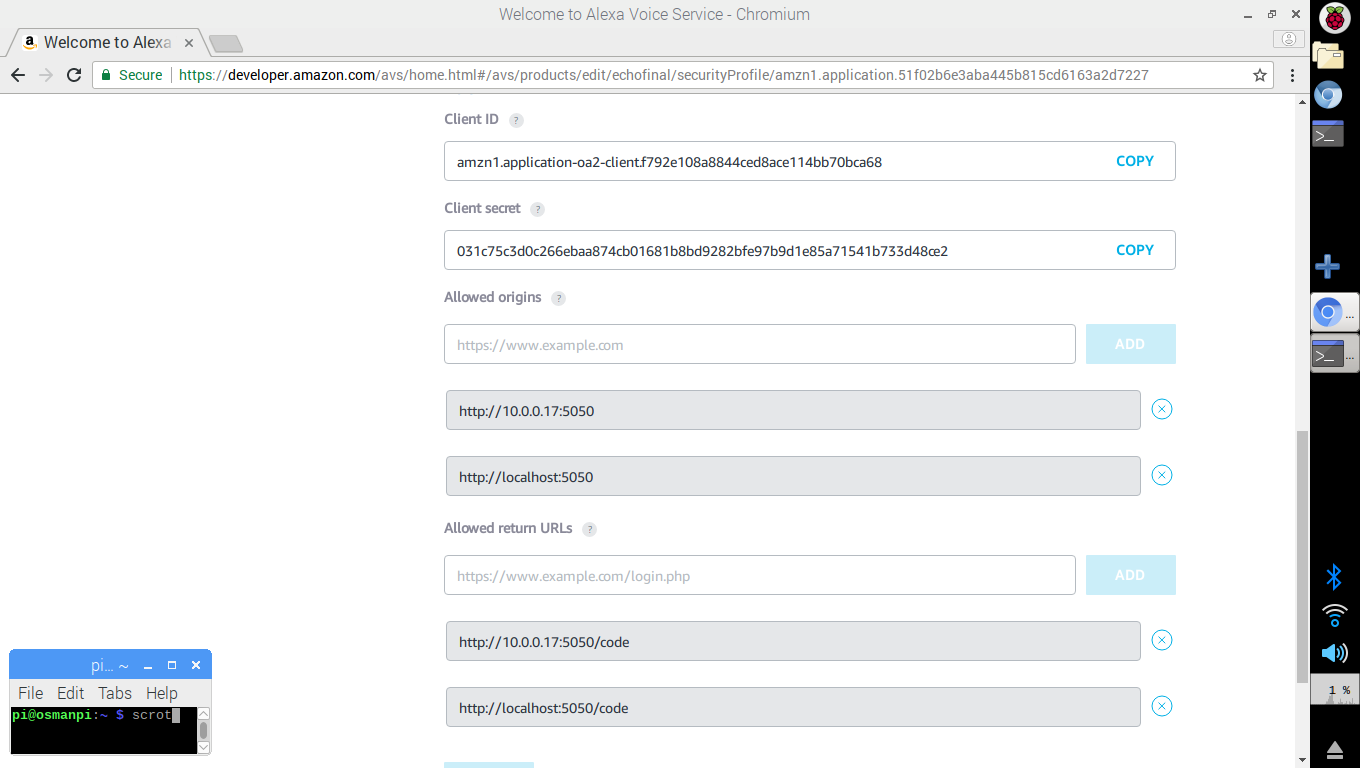 Welcome to Alexa Voice Service - Chromium
Welcome to Alexa
Secure https://developer.amazon.com/avs/home.html#/avs/products/edit/echofinal/securityProfile/amzn1.application.51f02b6e3aba445b815cd6163a2d7227
Client ID ?
amzn1.application-oa2-client.f792e108a8844ced8ace114bb70bca68 COPY
Client secret ?
031c75c3d0c266ebaa874cb01681b8bd9282bfe97b9d1e85a71541b733d48ce2 COPY
Allowed origins ?
https://www.example.com ADD
http://10.0.0.17:5050
http://localhost:5050
Allowed return URLs ?
https://www.example.com/login.php ADD
http://10.0.0.17:5050/code
http://localhost:5050/code
pi... ~
File Edit Tabs Help
pi@osmanpi:~ $ scrot
>_
...
>_ ...
1 %